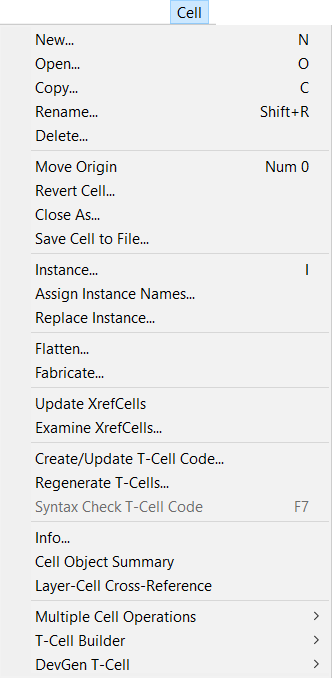 Cell
New... N
Open... O
Copy... C
Rename... Shift+R
Delete...
Move Origin Num 0
Revert Cell...
Close As...
Save Cell to File...
Instance... I
Assign Instance Names...
Replace Instance...
Flatten...
Fabricate...
Update XrefCells
Examine XrefCells...
Create/Update T-Cell Code...
Regenerate T-Cells...
Syntax Check T-Cell Code F7
Info...
Cell Object Summary
Layer-Cell Cross-Reference
Multiple Cell Operations
T-Cell Builder
DevGen T-Cell